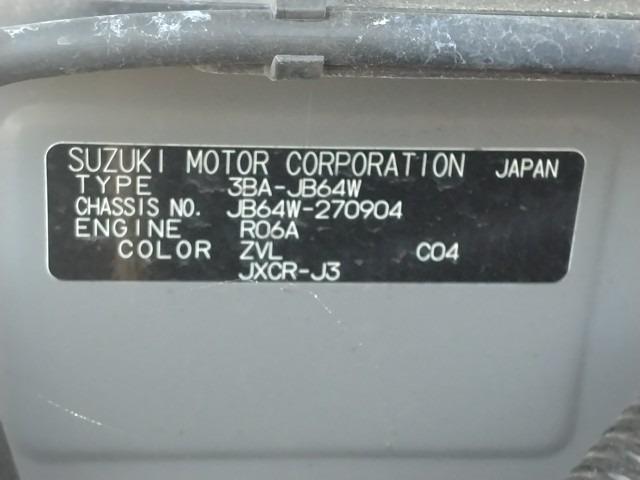 SUZUKI MOTOR CORPORATION JAPAN
TYPE 3BA-JB64W
CHASSIS NO. JB64W-270904
ENGINE R06A
COLOR ZVL C04
JXCR-J3